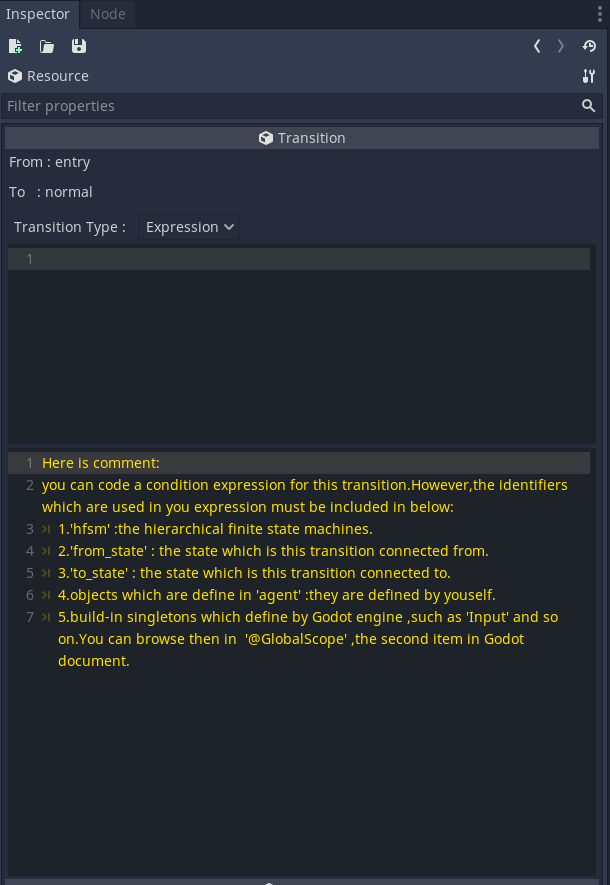 Inspector
Node
Resource
Filter properties
Transition
From : entry
To : normal
Transition Type : Expression
1
1 Here is comment:
2 you can code a condition expression for this transition.However,the identifiers
which are used in you expression must be included in below:
3 1.'hfsm' :the hierarchical finite state machines.
4 2.'from_state' : the state which is this transition connected from.
5 3.'to_state' : the state which is this transition connected to.
6 4.objects which are define in 'agent' :they are defined by youself.
7 5.build-in singletons which define by Godot engine ,such as 'Input' and so
on.You can browse then in '@GlobalScope' ,the second item in Godot
document.